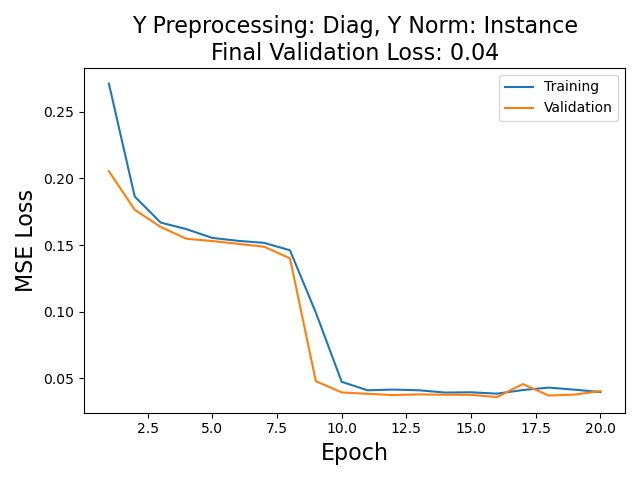 Y Preprocessing: Diag, Y Norm: Instance
Final Validation Loss: 0.04
Training
Validation
0.25
0.20
0.15
0.10
0.05
MSE Loss
2.5 5.0 7.5 10.0 12.5 15.0 17.5 20.0
Epoch